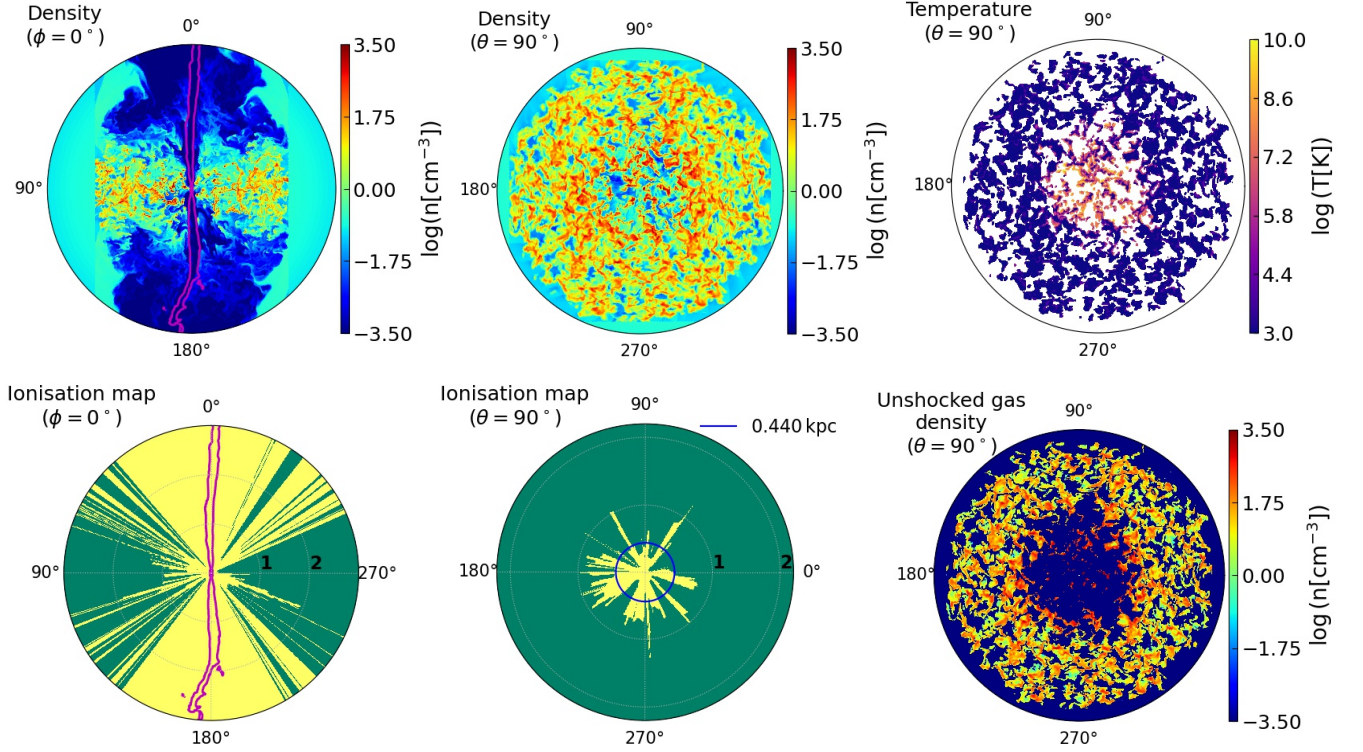 Density
(ϕ = 0°)
0°
90°
180°
3.50
1.75
0.00
−1.75
−3.50
log(n[cm⁻³])
Density
(θ = 90°)
90°
180°
270°
3.50
1.75
0.00
−1.75
−3.50
log(n[cm⁻³])
Temperature
(θ = 90°)
90°
180°
270°
10.0
8.6
7.2
5.8
4.4
3.0
log(T[K])
Ionisation map
(ϕ = 0°)
0°
90°
1
2
270°
180°
Ionisation map
(θ = 90°)
90°
0.440 kpc
180°
1
2
0°
270°
Unshocked gas
density
(θ = 90°)
90°
180°
270°
3.50
1.75
0.00
−1.75
−3.50
log(n[cm⁻³])